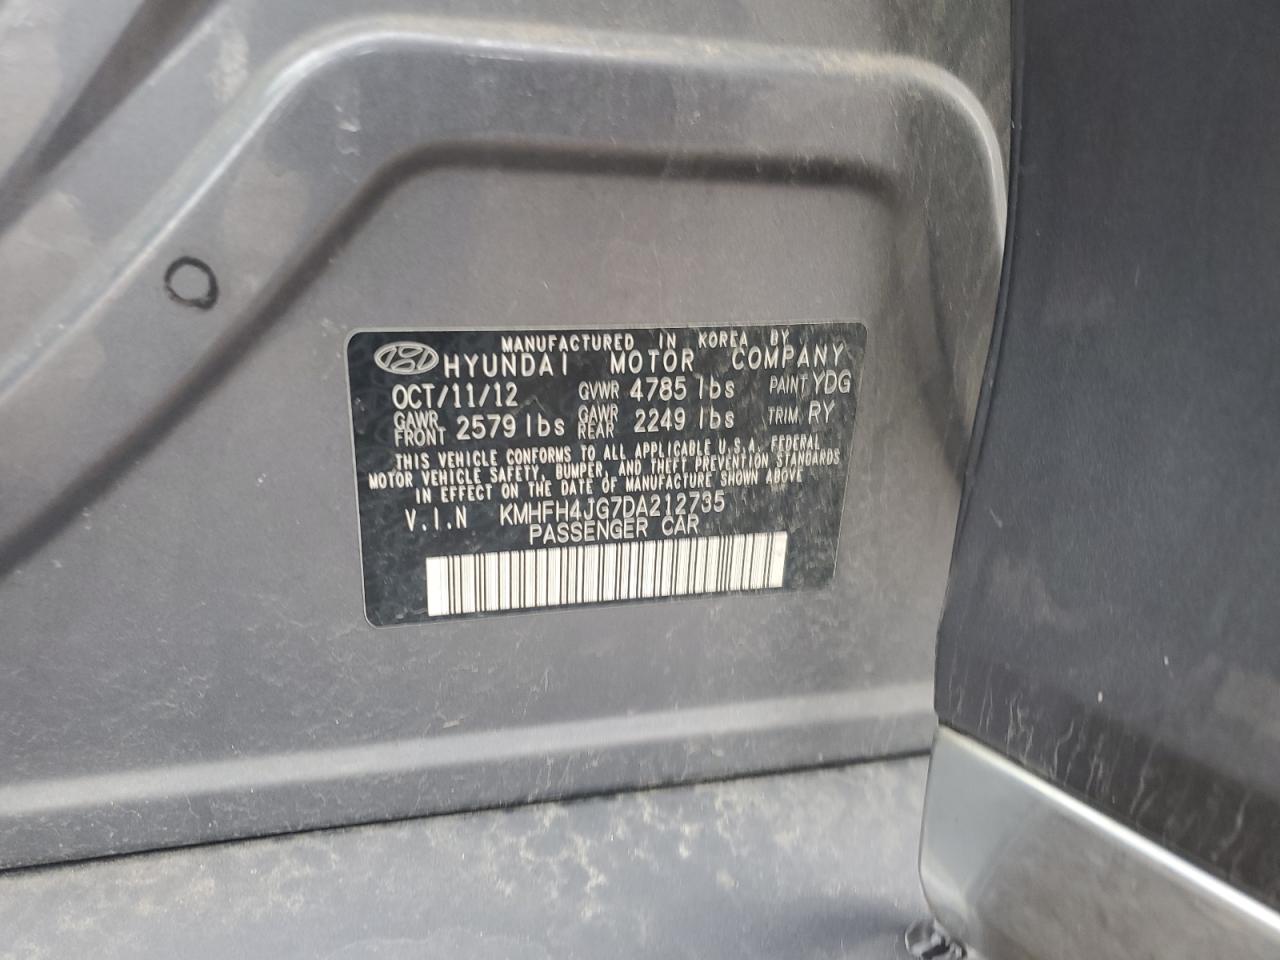 MANUFACTURED IN KOREA BY
HYUNDAI MOTOR COMPANY
OCT/11/12 GVWR 4785 lbs PAINT YDG
GAWR FRONT 2579 lbs GAWR REAR 2249 lbs TRIM. RY
THIS VEHICLE CONFORMS TO ALL APPLICABLE U.S.A. FEDERAL
MOTOR VEHICLE SAFETY, BUMPER, AND THEFT PREVENTION STANDARDS
IN EFFECT ON THE DATE OF MANUFACTURE SHOWN ABOVE
V.I.N KMHFH4JG7DA212735
PASSENGER CAR